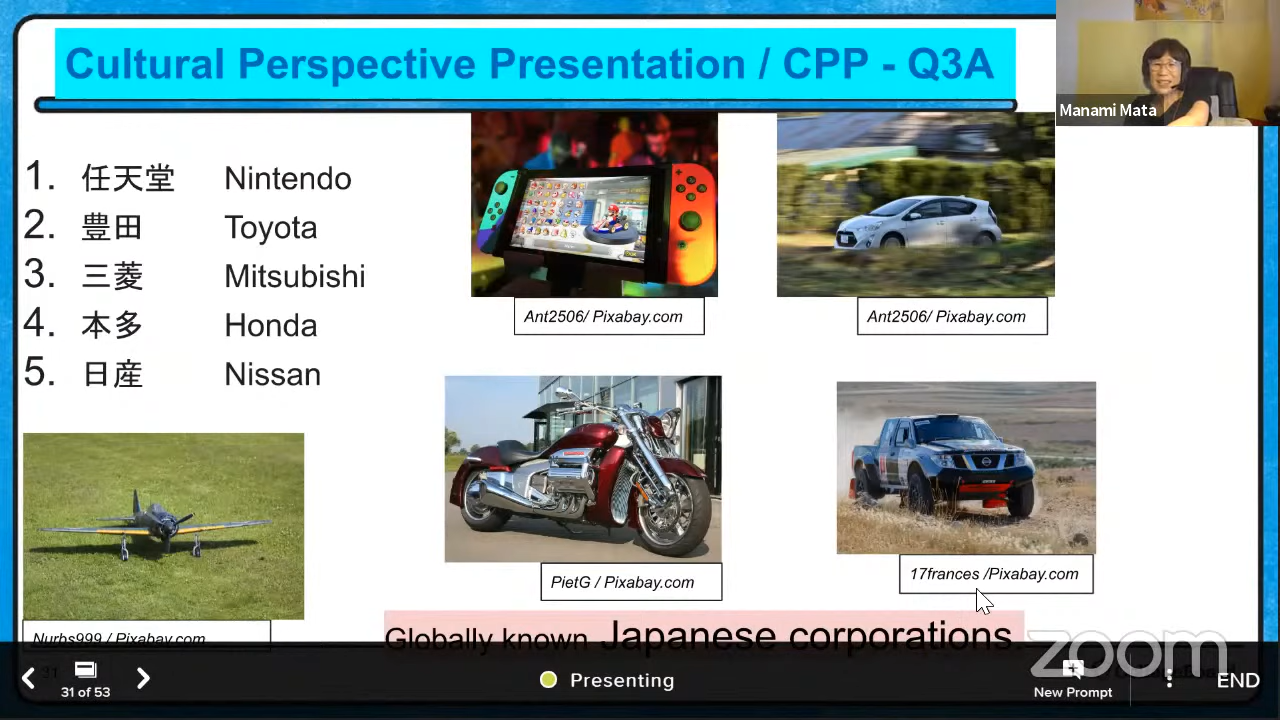 Cultural Perspective Presentation / CPP - Q3A
Manami Mata
1. 任天堂 Nintendo
2. 豊田 Toyota
3. 三菱 Mitsubishi
4. 本多 Honda
5. 日産 Nissan
Ant2506/ Pixabay.com
Ant2506/ Pixabay.com
PietG / Pixabay.com
17frances /Pixabay.com
Nurbs999 / Pixabay.com
Globally known Japanese corporations.
zoom
31
31 of 53
Presenting
New Prompt
END